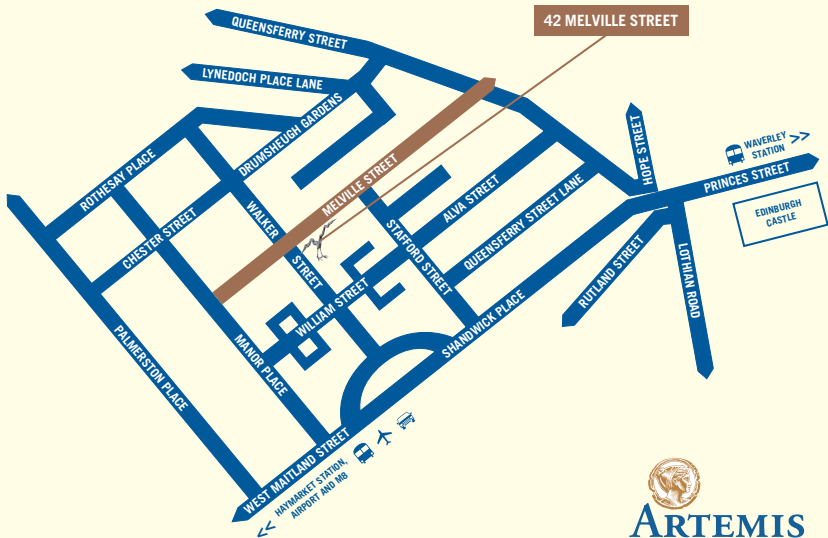 42 MELVILLE STREET
QUEENSFERRY STREET
LYNEDOCH PLACE LANE
DRUMSHEUGH GARDENS
ROTHESAY PLACE
MELVILLE STREET
HOPE STREET
WAVERLEY
STATION >>
PRINCES STREET
EDINBURGH
CASTLE
CHESTER STREET
WALKER
STREET
STAFFORD STREET
ALVA STREET
QUEENSFERRY STREET LANE
RUTLAND STREET
LOTHIAN ROAD
WILLIAM STREET
SHANDWICK PLACE
PALMERSTON PLACE
MANOR PLACE
WEST MAITLAND STREET
<< HAYMARKET STATION,
AIRPORT AND M8
ARTEMIS